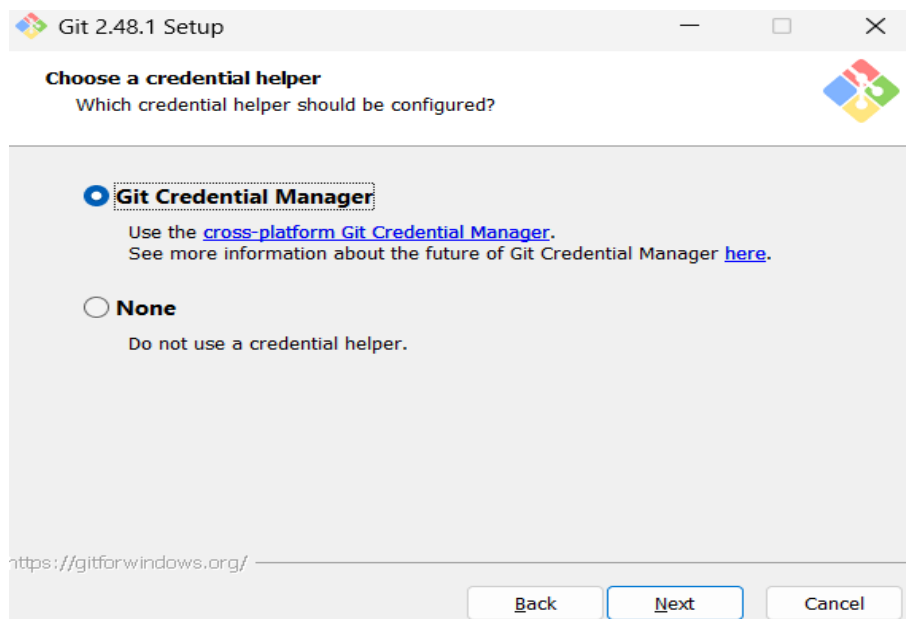 Git 2.48.1 Setup
Choose a credential helper
Which credential helper should be configured?
Git Credential Manager
Use the cross-platform Git Credential Manager.
See more information about the future of Git Credential Manager here.
None
Do not use a credential helper.
https://gitforwindows.org/
Back Next Cancel